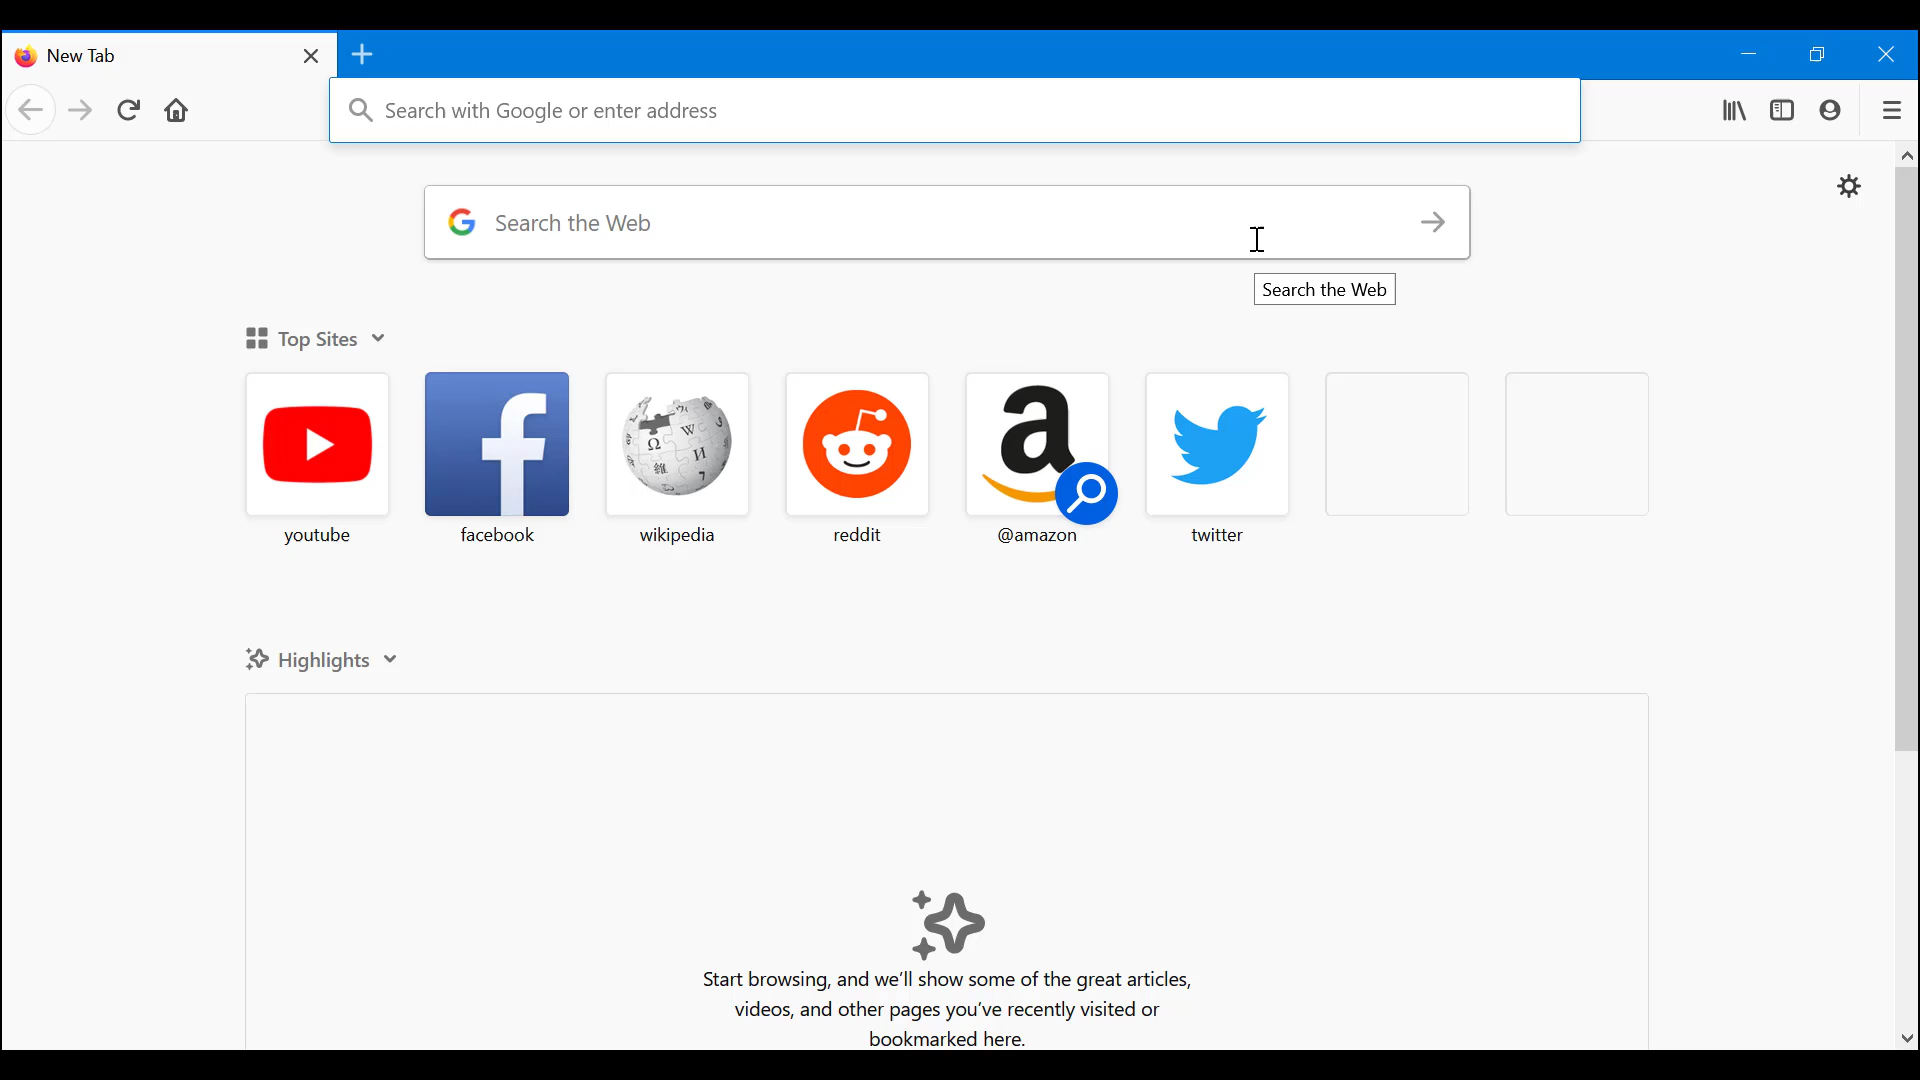 New Tab
Search with Google or enter address
Search the Web
Search the Web
Top Sites
youtube
facebook
wikipedia
reddit
@amazon
twitter
Highlights
Start browsing, and we'll show some of the great articles,
videos, and other pages you've recently visited or
bookmarked here.